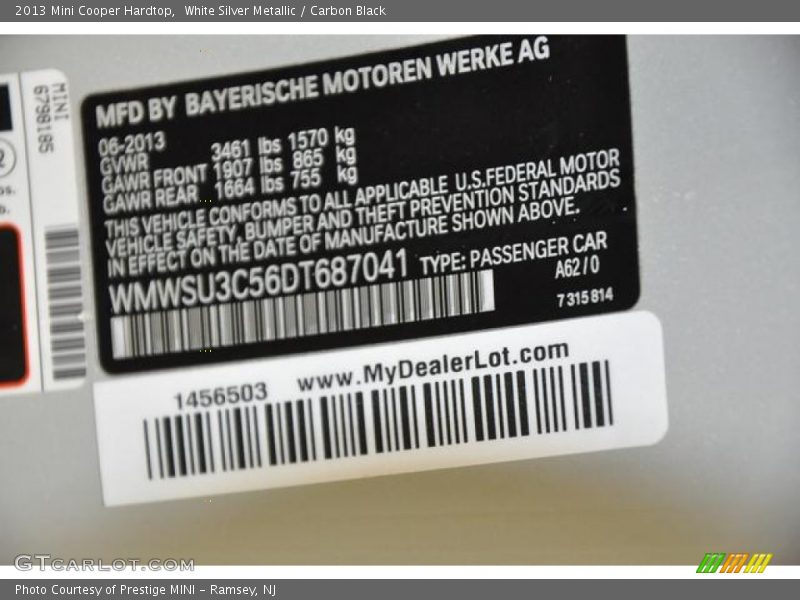 2013 Mini Cooper Hardtop,  White Silver Metallic / Carbon Black
MINI
6798185
MFD BY BAYERISCHE MOTOREN WERKE AG
06-2013
GVWR 3461 lbs 1570 kg
GAWR FRONT 1907 lbs 865 kg
GAWR REAR 1664 lbs 755 kg
THIS VEHICLE CONFORMS TO ALL APPLICABLE U.S.FEDERAL MOTOR
VEHICLE SAFETY, BUMPER AND THEFT PREVENTION STANDARDS
IN EFFECT ON THE DATE OF MANUFACTURE SHOWN ABOVE.
WMWSU3C56DT687041 TYPE: PASSENGER CAR
A62/0
7315814
1456503 www.MyDealerLot.com
GTCARLOT.COM
Photo Courtesy of Prestige MINI - Ramsey, NJ